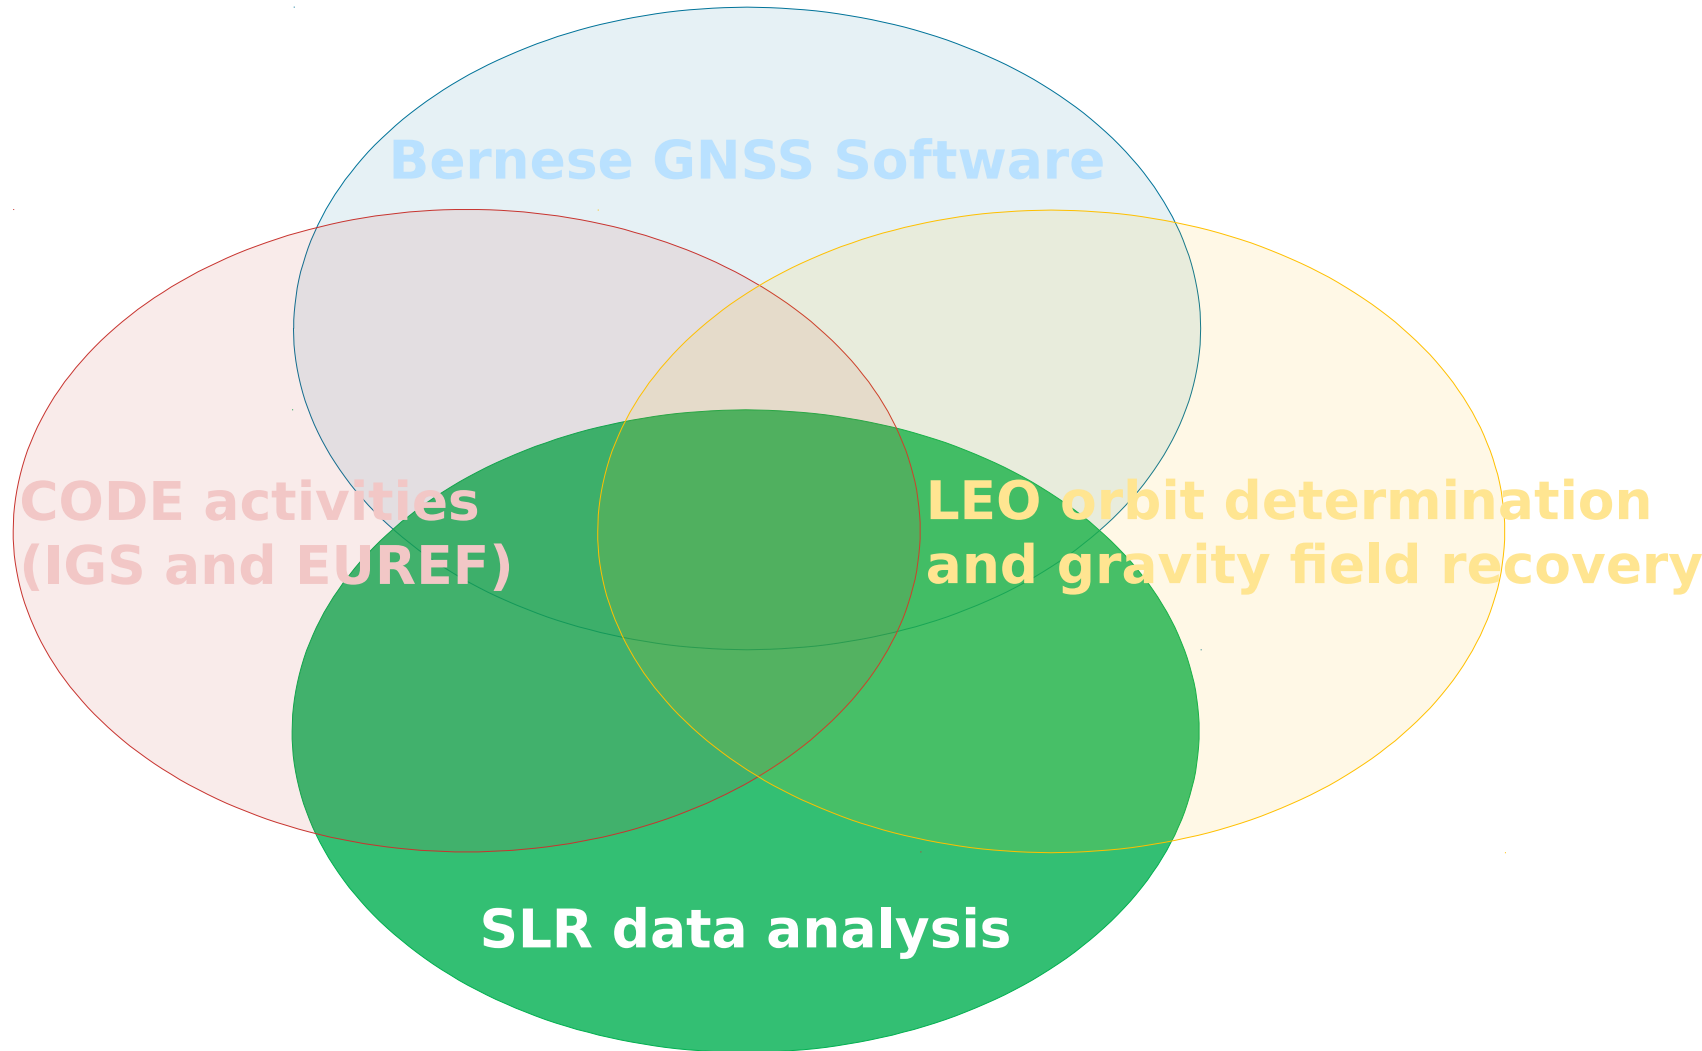 Bernese GNSS Software
CODE activities
(IGS and EUREF)
LEO orbit determination
and gravity field recovery
SLR data analysis